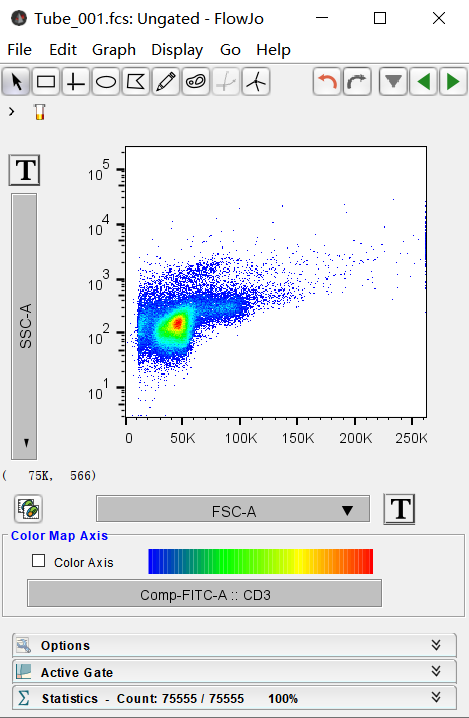 Tube_001.fcs: Ungated - FlowJo
File Edit Graph Display Go Help
T
10^5
10^4
10^3
10^2
10^1
SSC-A
0 50K 100K 150K 200K 250K
( 75K, 566)
FSC-A
T
Color Map Axis
Color Axis
Comp-FITC-A :: CD3
Options
Active Gate
Σ Statistics - Count: 75555 / 75555 100%